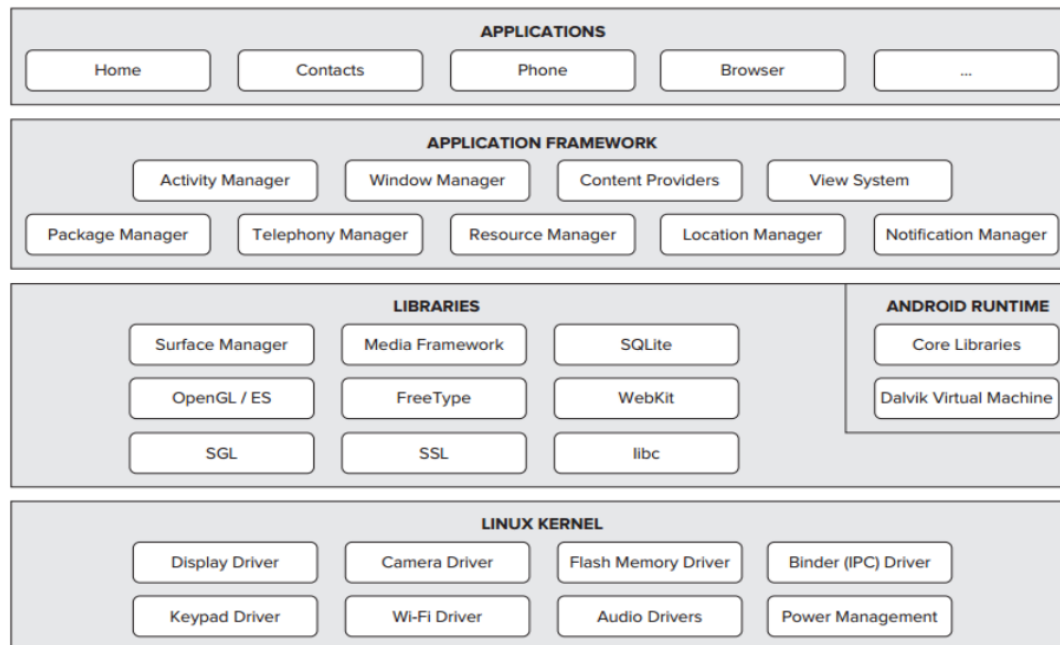 APPLICATIONS
Home Contacts Phone Browser ...
APPLICATION FRAMEWORK
Activity Manager Window Manager Content Providers View System
Package Manager Telephony Manager Resource Manager Location Manager Notification Manager
LIBRARIES ANDROID RUNTIME
Surface Manager Media Framework SQLite Core Libraries
OpenGL / ES FreeType WebKit Dalvik Virtual Machine
SGL SSL libc
LINUX KERNEL
Display Driver Camera Driver Flash Memory Driver Binder (IPC) Driver
Keypad Driver Wi-Fi Driver Audio Drivers Power Management